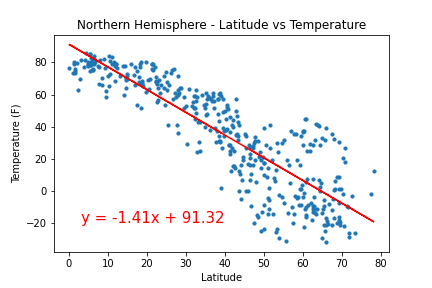 Northern Hemisphere - Latitude vs Temperature
80
60
40
20
0
−20
Temperature (F)
y = -1.41x + 91.32
0 10 20 30 40 50 60 70 80
Latitude